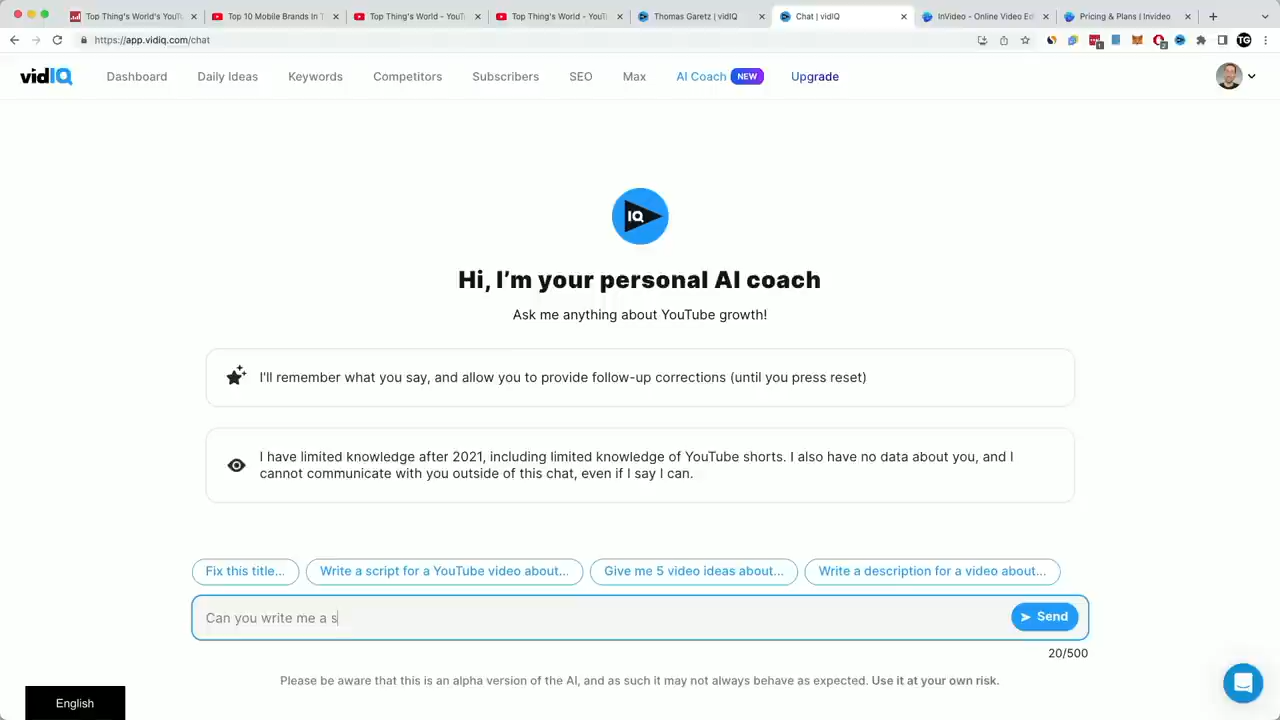 Top Thing's World's YouT
Top 10 Mobile Brands In T
Top Thing's World - YouT
Top Thing's World - YouT
Thomas Garetz | vidIQ
Chat | vidIQ
InVideo - Online Video Ed
Pricing & Plans | Invideo
https://app.vidiq.com/chat
TG
vidIQ
Dashboard
Daily Ideas
Keywords
Competitors
Subscribers
SEO
Max
AI Coach NEW
Upgrade
IQ
Hi, I'm your personal AI coach
Ask me anything about YouTube growth!
I'll remember what you say, and allow you to provide follow-up corrections (until you press reset)
I have limited knowledge after 2021, including limited knowledge of YouTube shorts. I also have no data about you, and I
cannot communicate with you outside of this chat, even if I say I can.
Fix this title...
Write a script for a YouTube video about...
Give me 5 video ideas about...
Write a description for a video about...
Can you write me a s
Send
20/500
Please be aware that this is an alpha version of the AI, and as such it may not always behave as expected. Use it at your own risk.
English